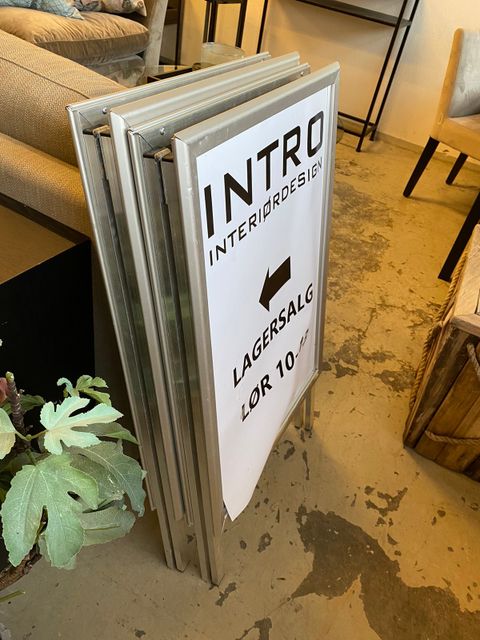 INTRO
INTERIØRDESIGN
LAGERSALG
LØR 10-